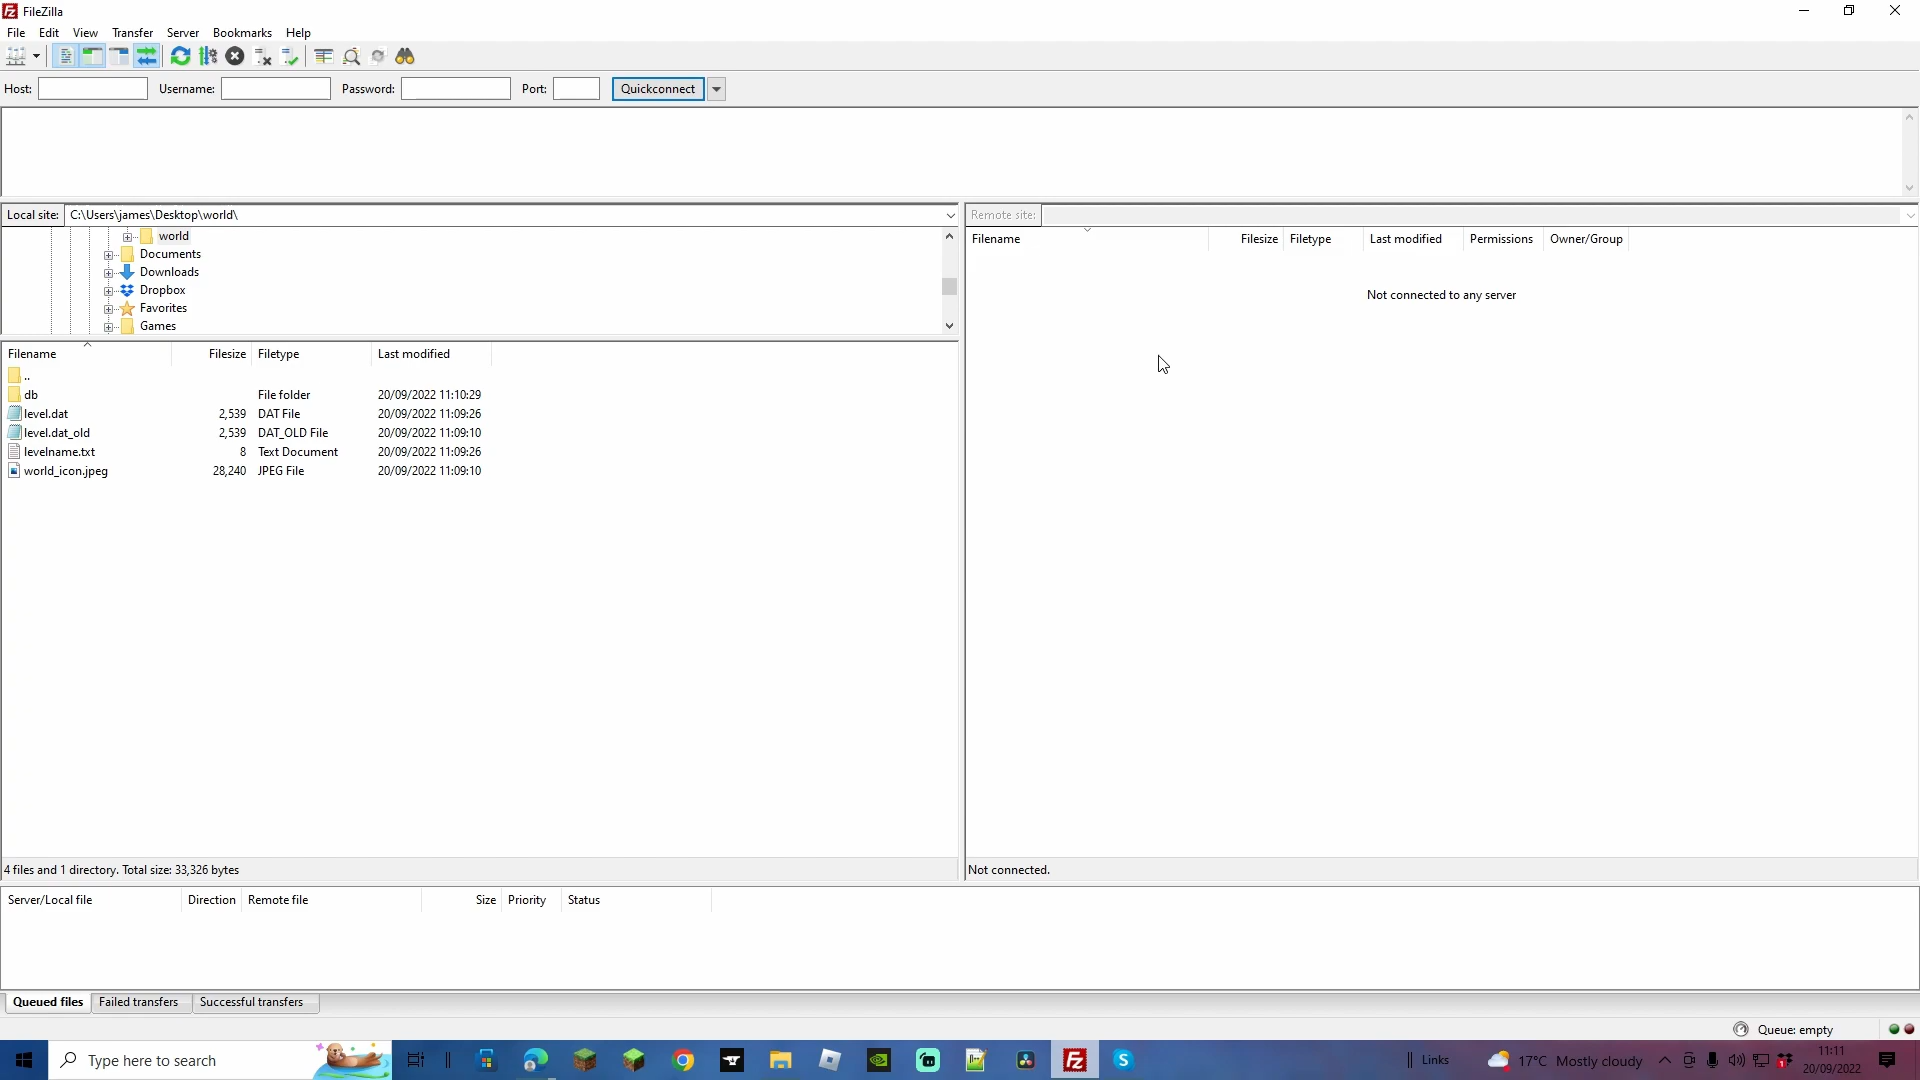 FileZilla
File Edit View Transfer Server Bookmarks Help
Host: Username: Password: Port: Quickconnect
Local site: C:\Users\james\Desktop\world\
world
Documents
Downloads
Dropbox
Favorites
Games
Filename Filesize Filetype Last modified
..
db File folder 20/09/2022 11:10:29
level.dat 2,539 DAT File 20/09/2022 11:09:26
level.dat_old 2,539 DAT_OLD File 20/09/2022 11:09:10
levelname.txt 8 Text Document 20/09/2022 11:09:26
world_icon.jpeg 28,240 JPEG File 20/09/2022 11:09:10
4 files and 1 directory. Total size: 33,326 bytes
Remote site:
Filename Filesize Filetype Last modified Permissions Owner/Group
Not connected to any server
Not connected.
Server/Local file Direction Remote file Size Priority Status
Queued files Failed transfers Successful transfers
Queue: empty
Type here to search
Links 17°C Mostly cloudy
11:11
20/09/2022